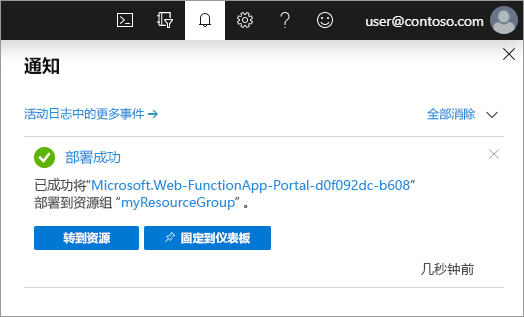 user@contoso.com
通知
活动日志中的更多事件 →
全部消除
部署成功
已成功将“Microsoft.Web-FunctionApp-Portal-d0f092dc-b608”
部署到资源组 “myResourceGroup” 。
转到资源
固定到仪表板
几秒钟前